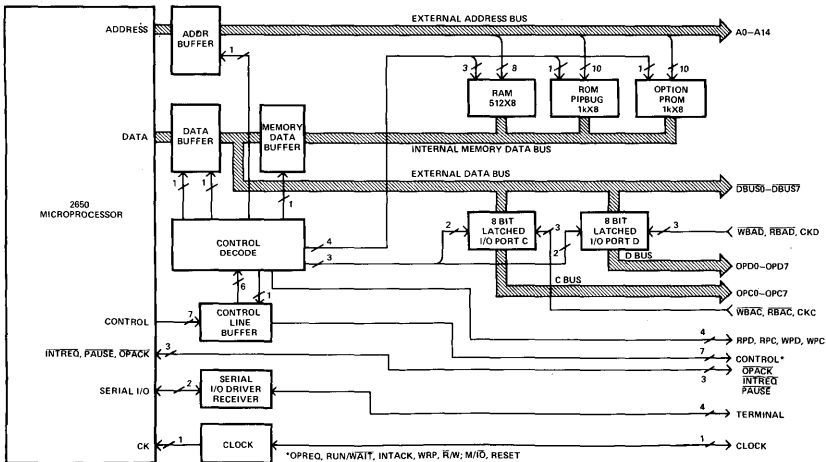 EXTERNAL ADDRESS BUS
ADDRESS
ADDR
BUFFER
A0–A14
1
3
8
1
10
1
10
RAM
512X8
ROM
PIPBUG
1kX8
OPTION
PROM
1kX8
DATA
DATA
BUFFER
MEMORY
DATA
BUFFER
INTERNAL MEMORY DATA BUS
EXTERNAL DATA BUS
DBUS0–DBUS7
1
1
1
2650
MICROPROCESSOR
CONTROL
DECODE
4
3
2
8 BIT
LATCHED
I/O PORT C
3
2
8 BIT
LATCHED
I/O PORT D
3
WBAD, RBAD, CKD
D BUS
OPD0–OPD7
C BUS
OPC0–OPC7
6
1
WBAC, RBAC, CKC
CONTROL
7
CONTROL
LINE
BUFFER
4
RPD, RPC, WPD, WPC
7
CONTROL*
INTREQ, PAUSE, OPACK
3
3
OPACK
INTREQ
PAUSE
SERIAL I/O
2
SERIAL
I/O DRIVER
RECEIVER
4
TERMINAL
CK
1
CLOCK
1
CLOCK
*OPREQ, RUN/WAIT, INTACK, WRP, R/W; M/IO, RESET